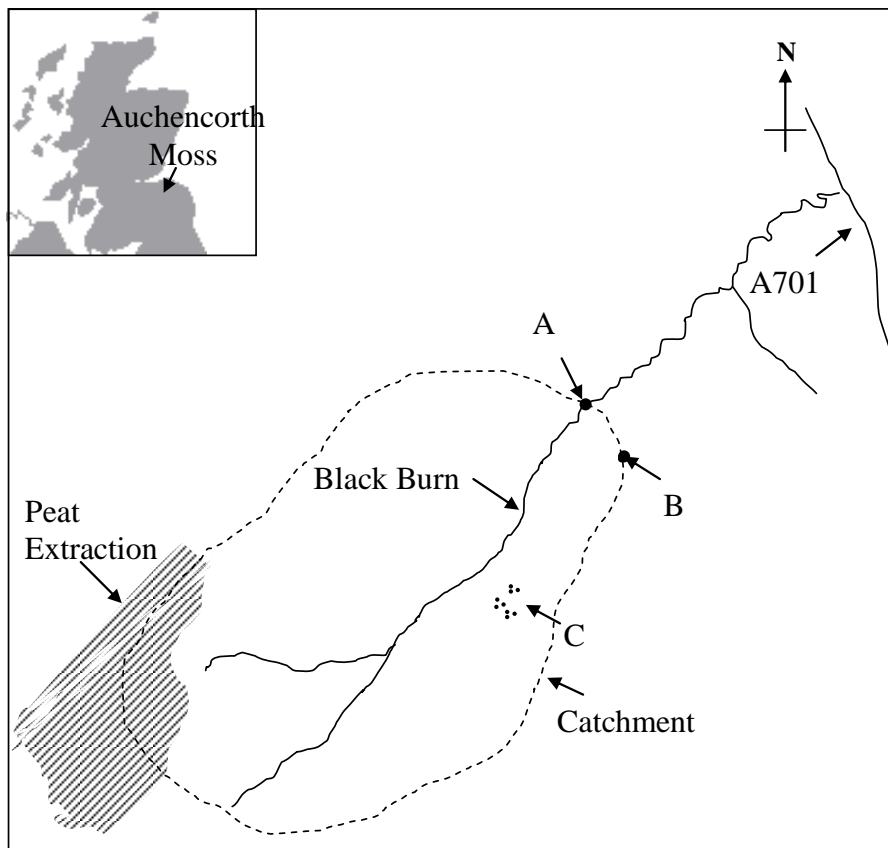 Auchencorth
Moss
N
A701
A
Black Burn
B
Peat
Extraction
C
Catchment